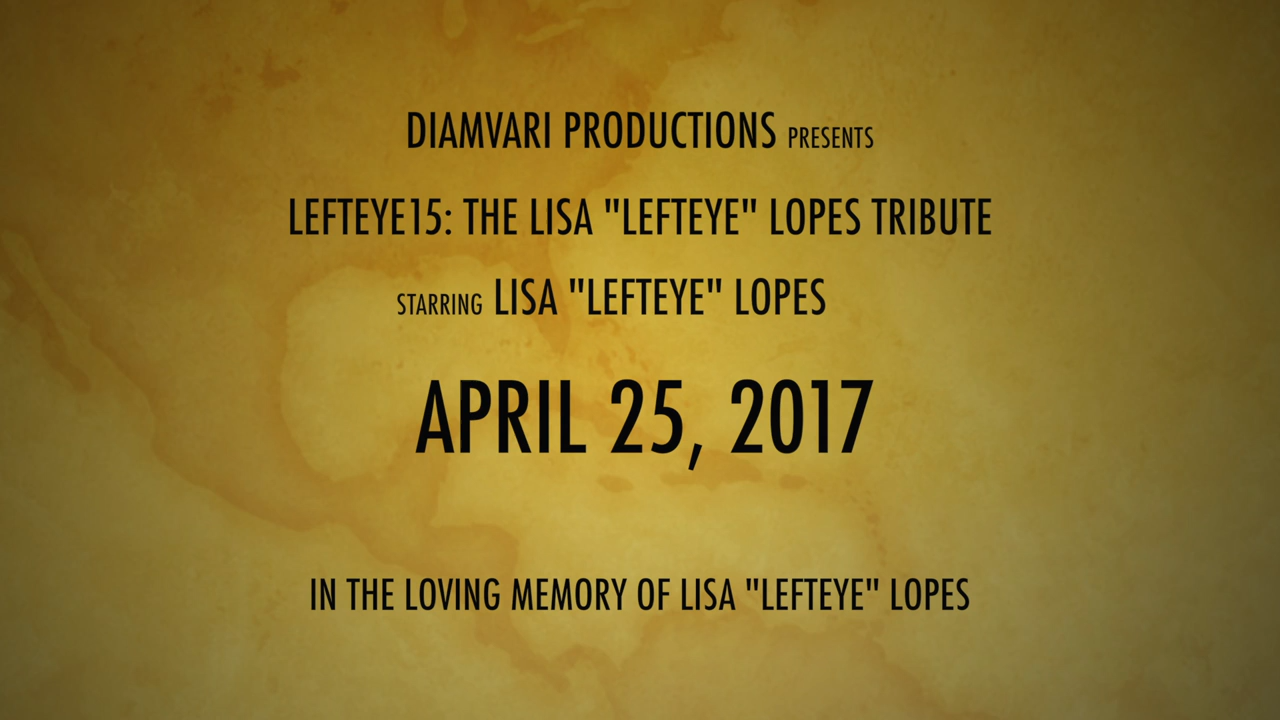 DIAMVARI PRODUCTIONS PRESENTS
LEFTEYE15: THE LISA "LEFTEYE" LOPES TRIBUTE
STARRING LISA "LEFTEYE" LOPES
APRIL 25, 2017
IN THE LOVING MEMORY OF LISA "LEFTEYE" LOPES